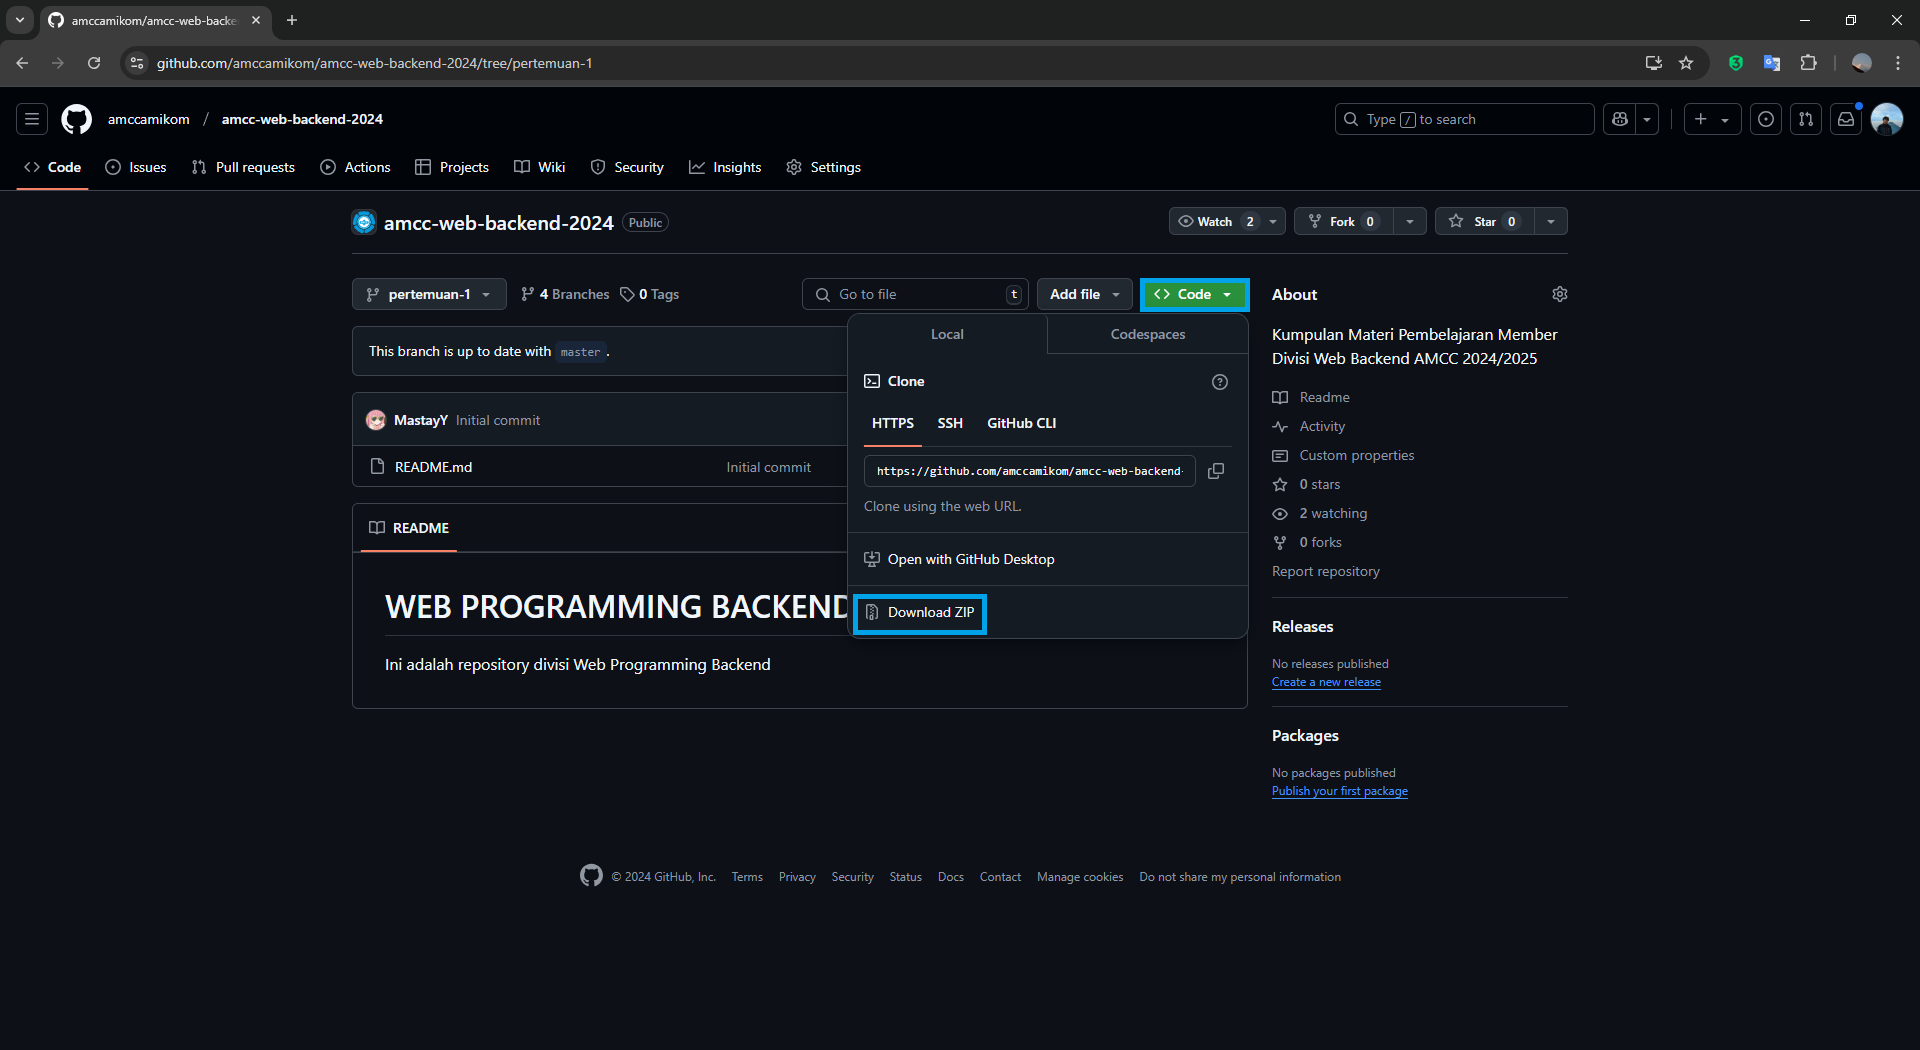 amccamikom/amcc-web-backe
github.com/amccamikom/amcc-web-backend-2024/tree/pertemuan-1
amccamikom / amcc-web-backend-2024
Type / to search
Code Issues Pull requests Actions Projects Wiki Security Insights Settings
amcc-web-backend-2024 Public
Watch 2 Fork 0 Star 0
pertemuan-1 4 Branches 0 Tags
Go to file t Add file <> Code
This branch is up to date with master .
MastayY Initial commit
README.md Initial commit
README
WEB PROGRAMMING BACKEND
Ini adalah repository divisi Web Programming Backend
Local Codespaces
Clone
HTTPS SSH GitHub CLI
https://github.com/amccamikom/amcc-web-backend-
Clone using the web URL.
Open with GitHub Desktop
Download ZIP
About
Kumpulan Materi Pembelajaran Member
Divisi Web Backend AMCC 2024/2025
Readme
Activity
Custom properties
0 stars
2 watching
0 forks
Report repository
Releases
No releases published
Create a new release
Packages
No packages published
Publish your first package
© 2024 GitHub, Inc. Terms Privacy Security Status Docs Contact Manage cookies Do not share my personal information